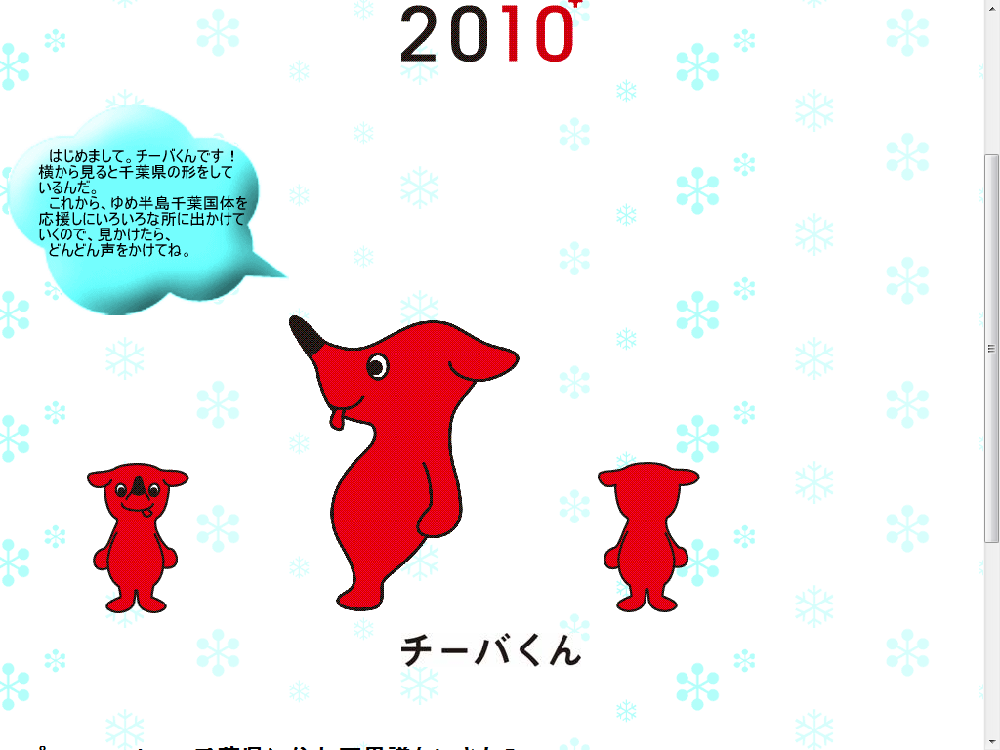 2010
はじめまして。チーバくんです！
横から見ると千葉県の形をして
いるんだ。
これから、ゆめ半島千葉国体を
応援しにいろいろな所に出かけて
いくので、見かけたら、
どんどん声をかけてね。
チーバくん